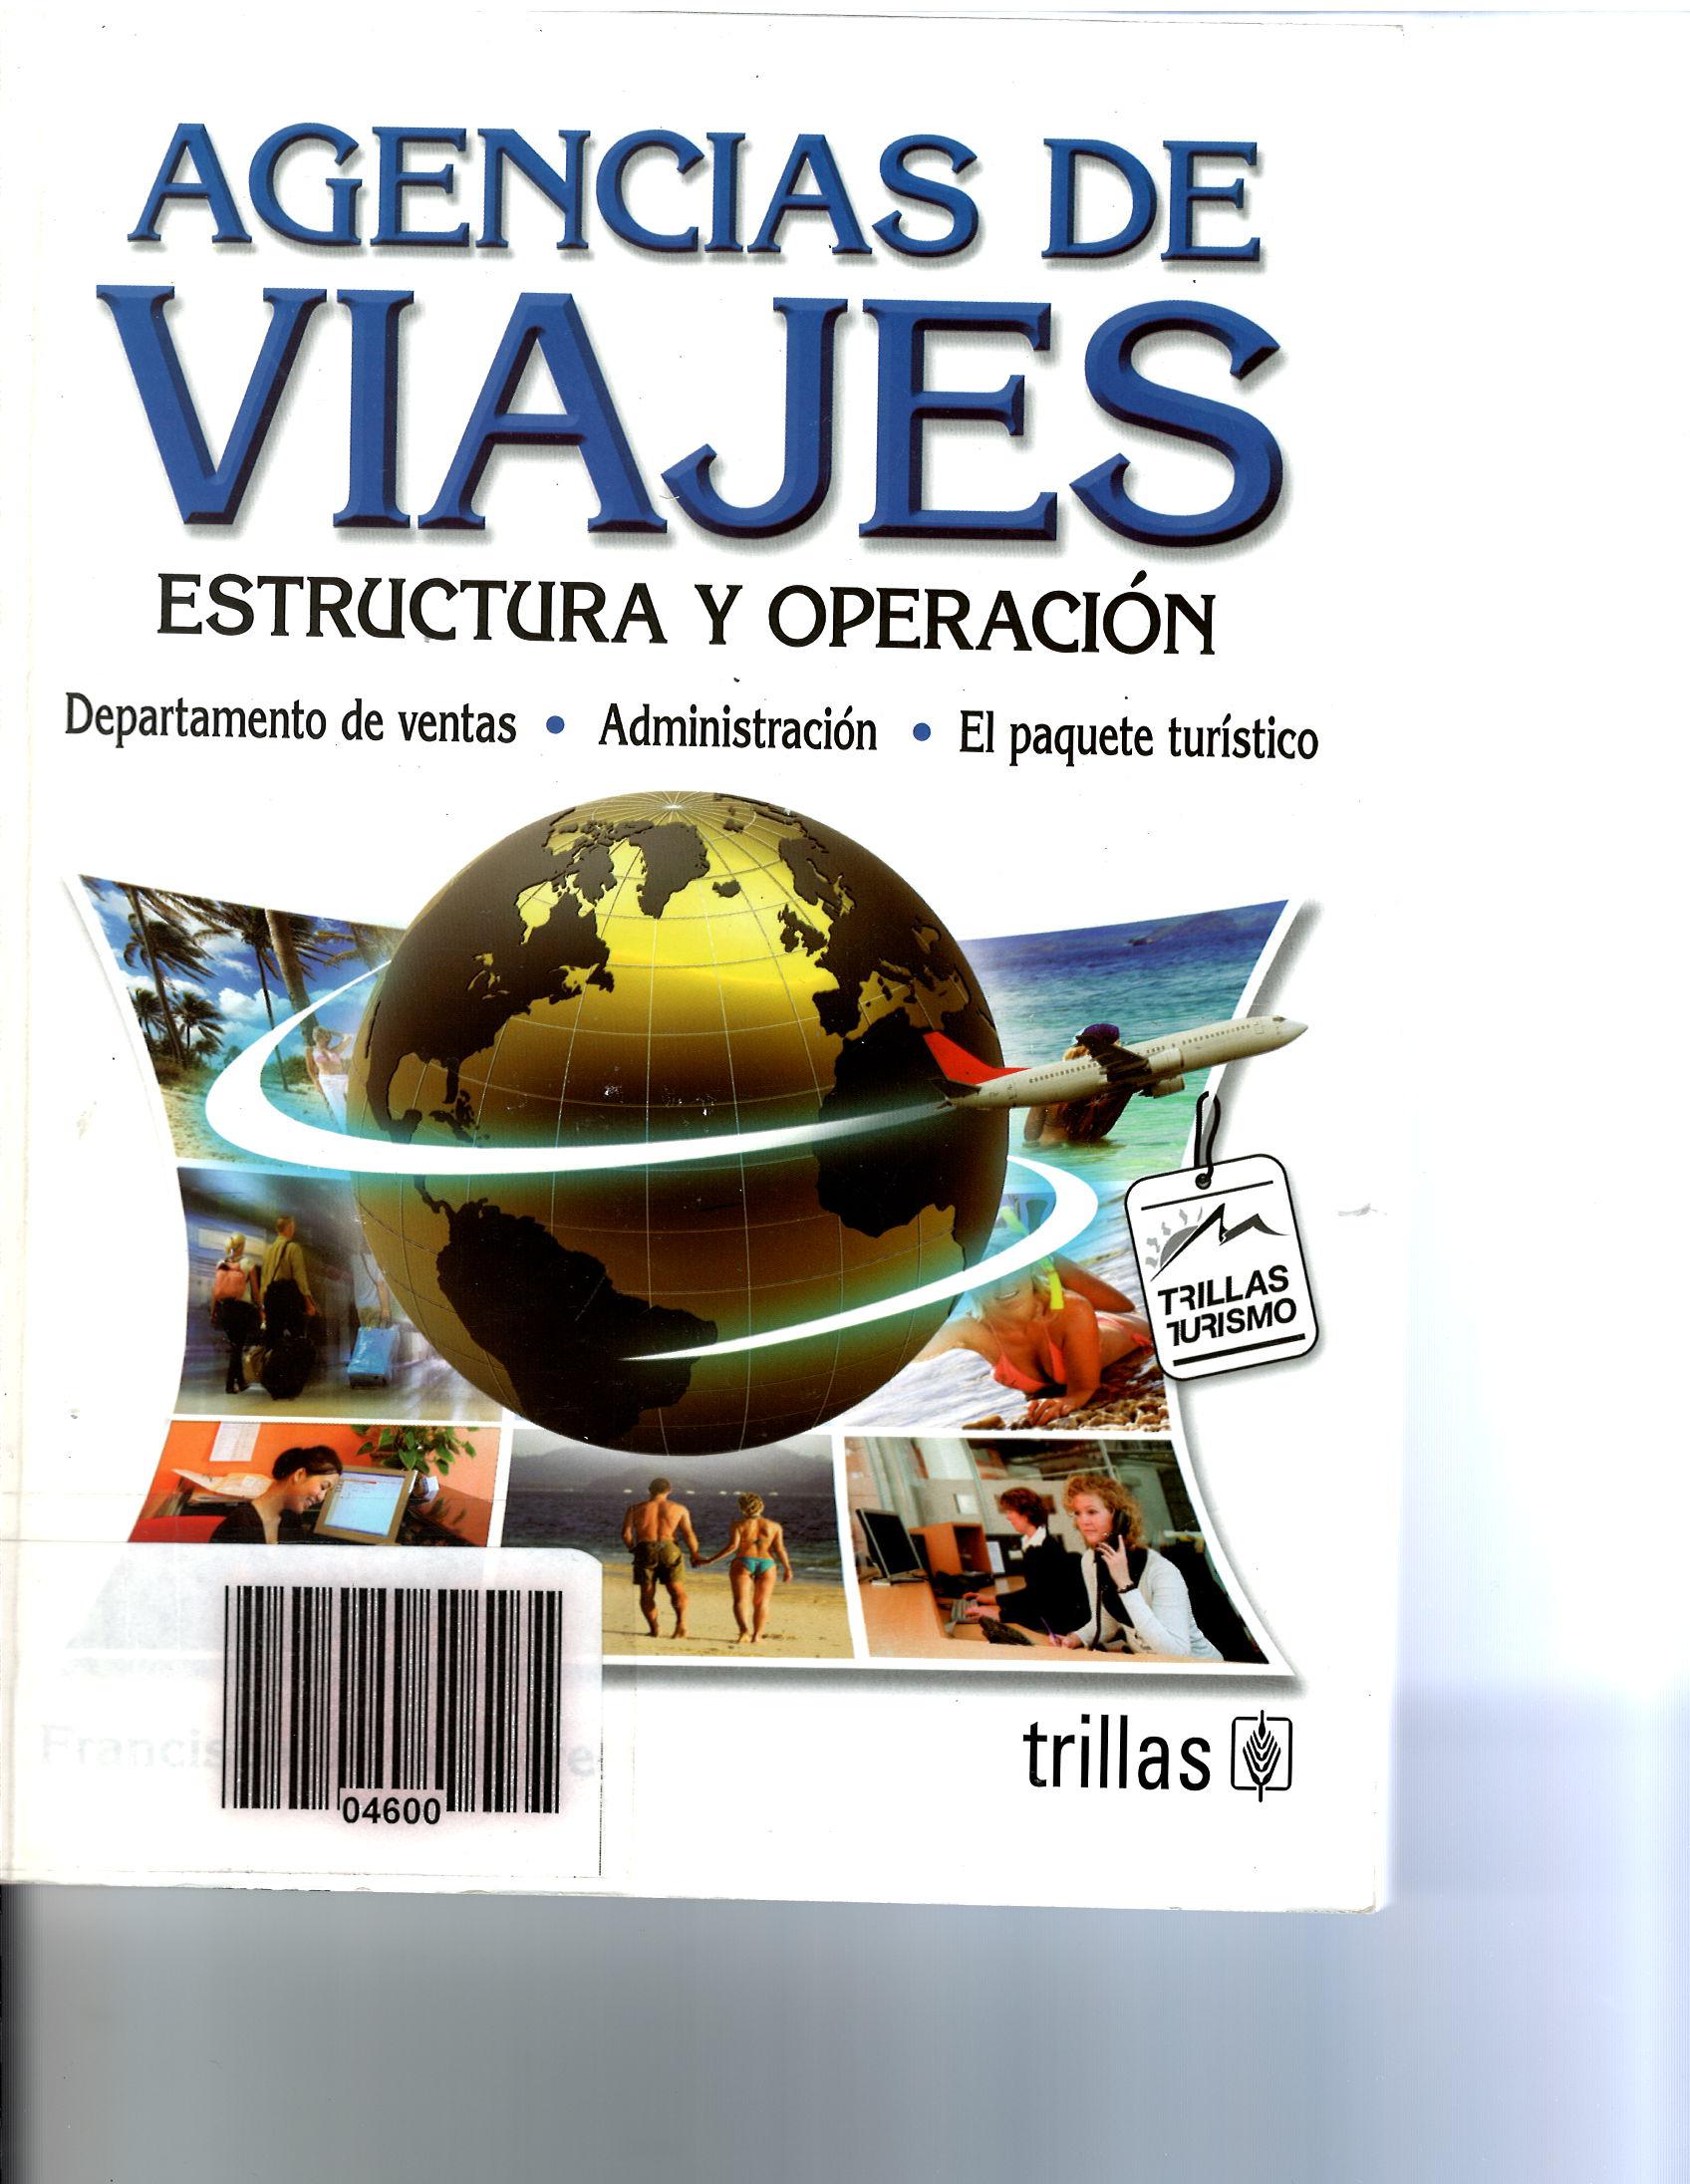 AGENCIAS DE
VIAJES
ESTRUCTURA Y OPERACIÓN
Departamento de ventas • Administración • El paquete turístico
TRILLAS
TURISMO
04600
trillas